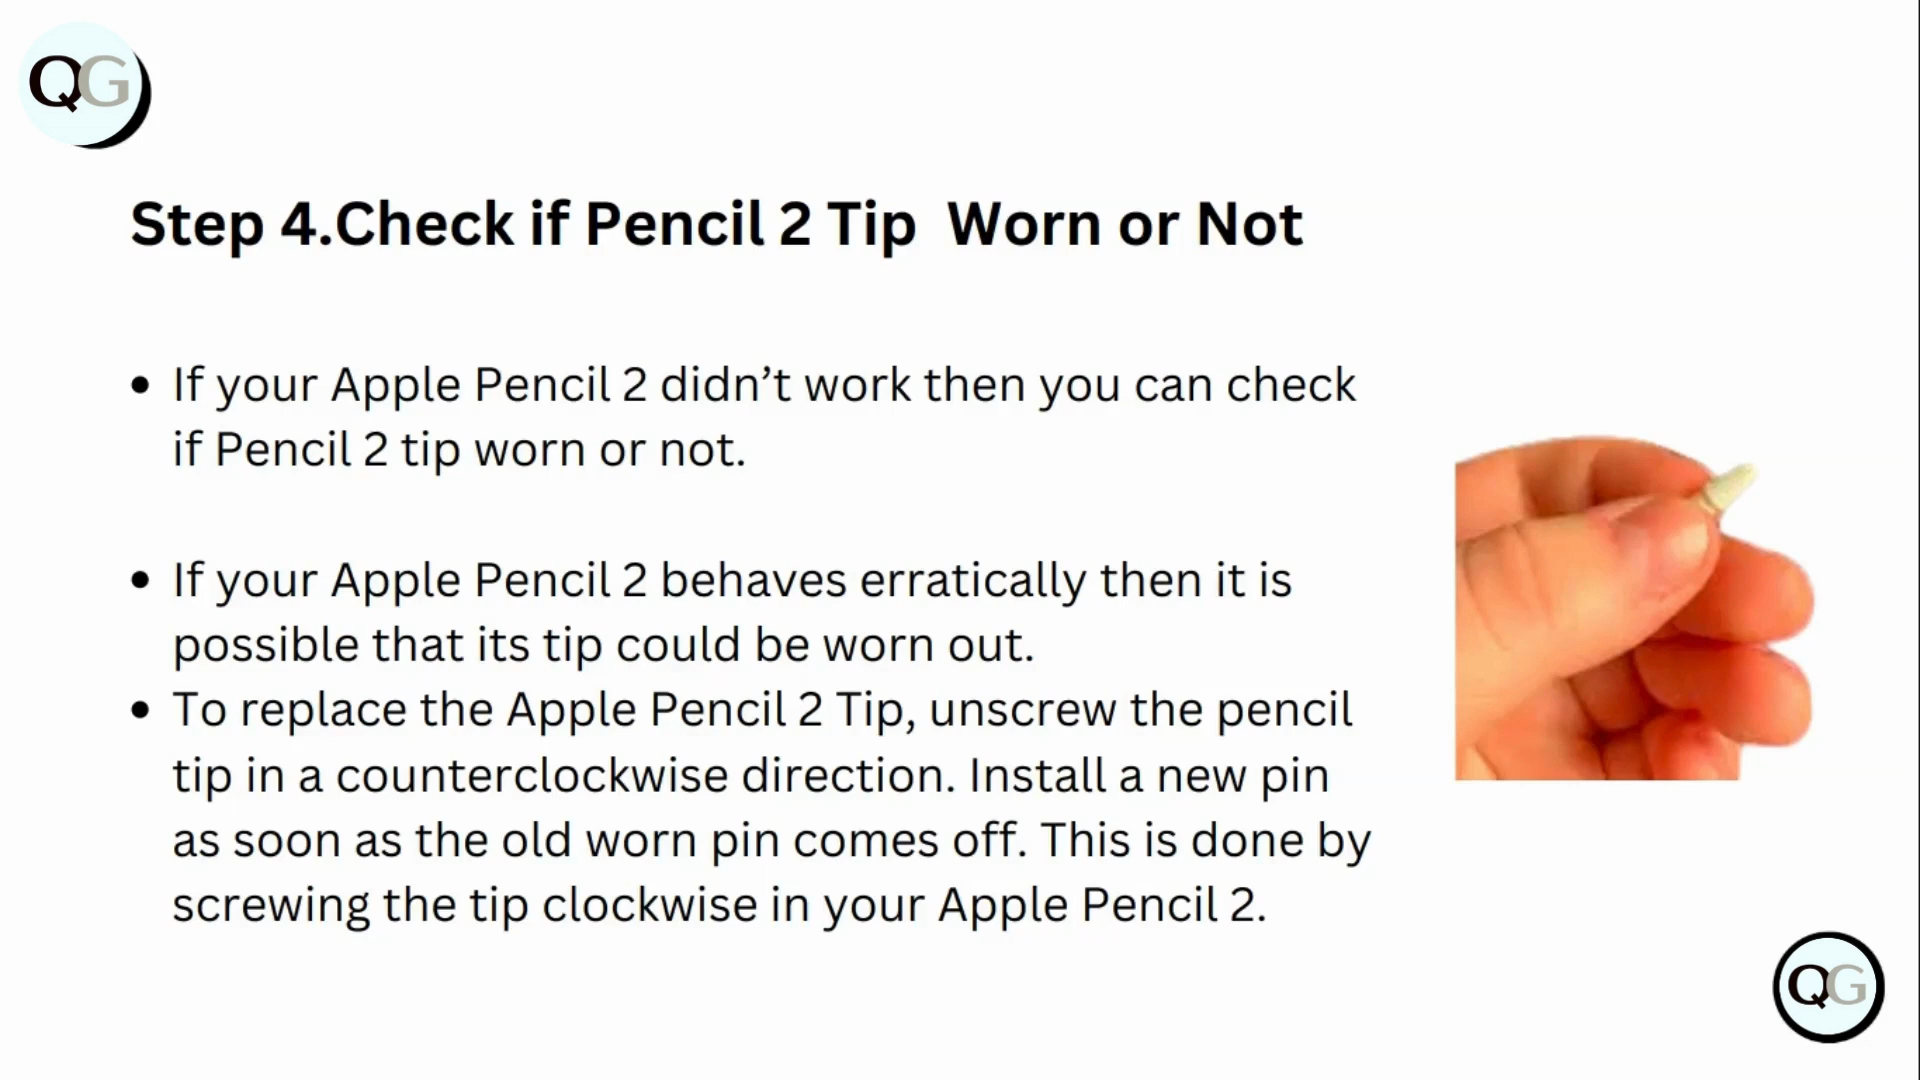 QG
Step 4.Check if Pencil 2 Tip  Worn or Not
• If your Apple Pencil 2 didn’t work then you can check
if Pencil 2 tip worn or not.
• If your Apple Pencil 2 behaves erratically then it is
possible that its tip could be worn out.
• To replace the Apple Pencil 2 Tip, unscrew the pencil
tip in a counterclockwise direction. Install a new pin
as soon as the old worn pin comes off. This is done by
screwing the tip clockwise in your Apple Pencil 2.
QG